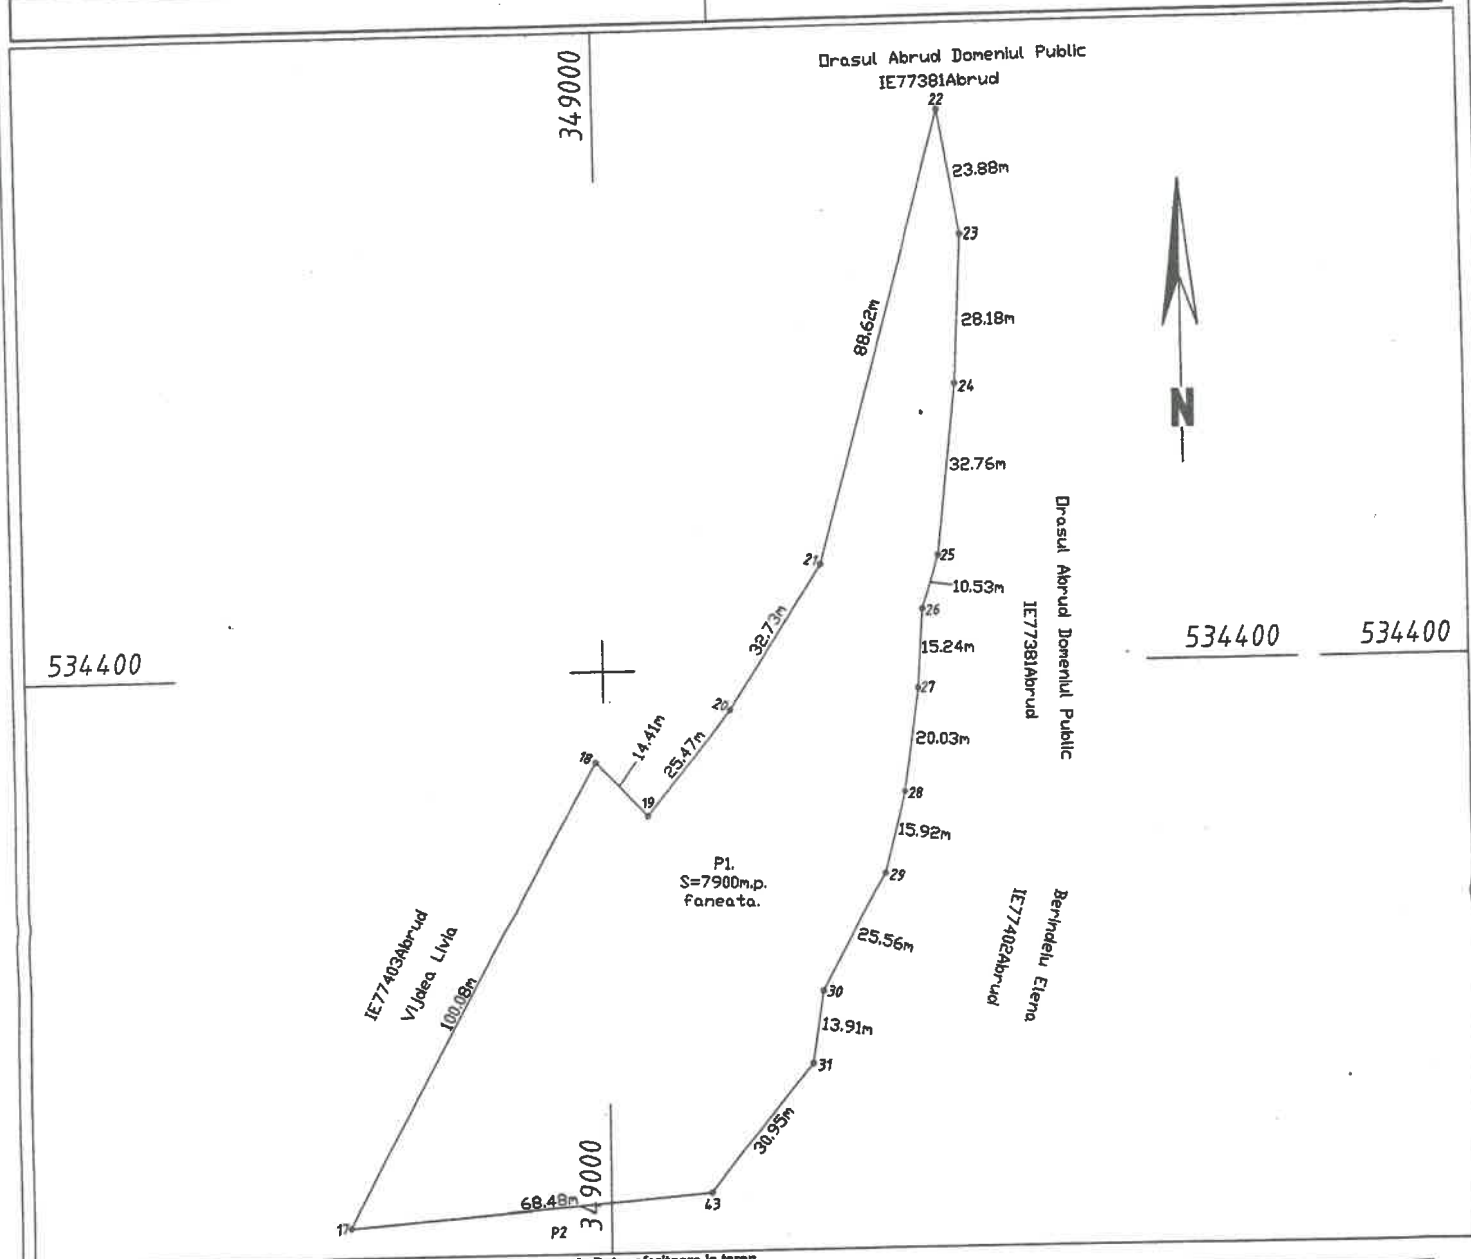 349000
Orasul Abrud Domeniul Public
IE77381Abrud
22
23.88m
23
88.62m
28.18m
24
N
32.76m
21
25
10.53m
26
Orasul Abrud Domeniul Public
IE77381Abrud
32.73m
15.24m
534400
534400
534400
27
20
14.41m
25.47m
20.03m
18
19
28
15.92m
P1.
S=7900m.p.
faneata.
29
IE77403Abrud
Vijdea Livia
100.08m
25.56m
Berindeiu Elena
IE77402Abrud
30
13.91m
31
30.95m
349000
68.48m
43
17
P2